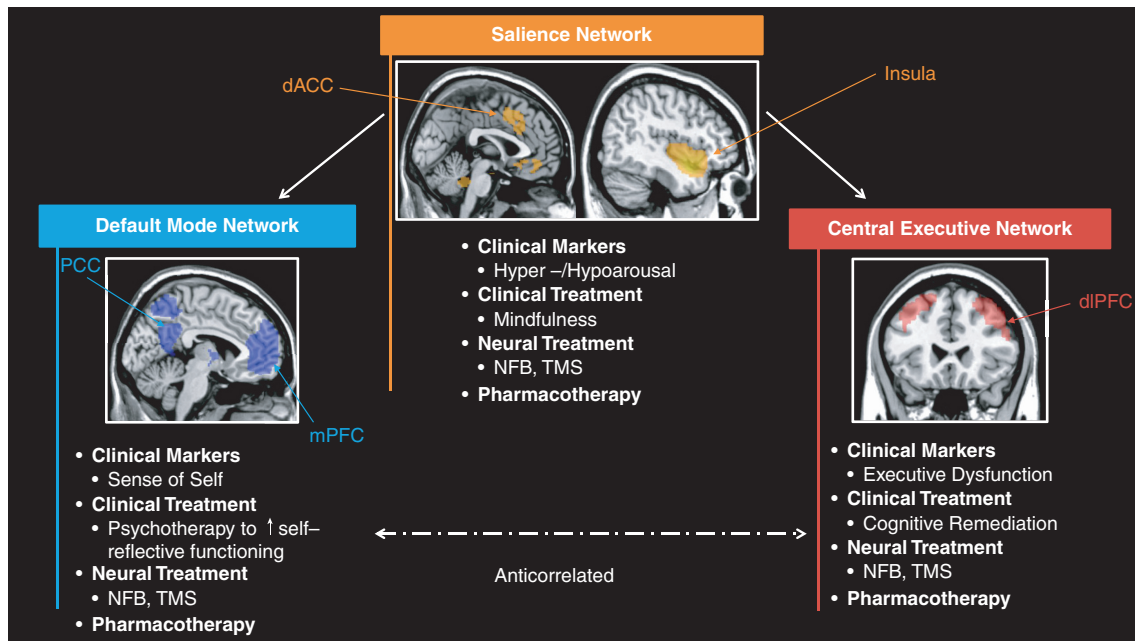 Salience Network
dACC
Insula
• Clinical Markers
• Hyper –/Hypoarousal
• Clinical Treatment
• Mindfulness
• Neural Treatment
• NFB, TMS
• Pharmacotherapy
Default Mode Network
PCC
mPFC
• Clinical Markers
• Sense of Self
• Clinical Treatment
• Psychotherapy to ↑ self–
reflective functioning
• Neural Treatment
• NFB, TMS
• Pharmacotherapy
Anticorrelated
Central Executive Network
dlPFC
• Clinical Markers
• Executive Dysfunction
• Clinical Treatment
• Cognitive Remediation
• Neural Treatment
• NFB, TMS
• Pharmacotherapy